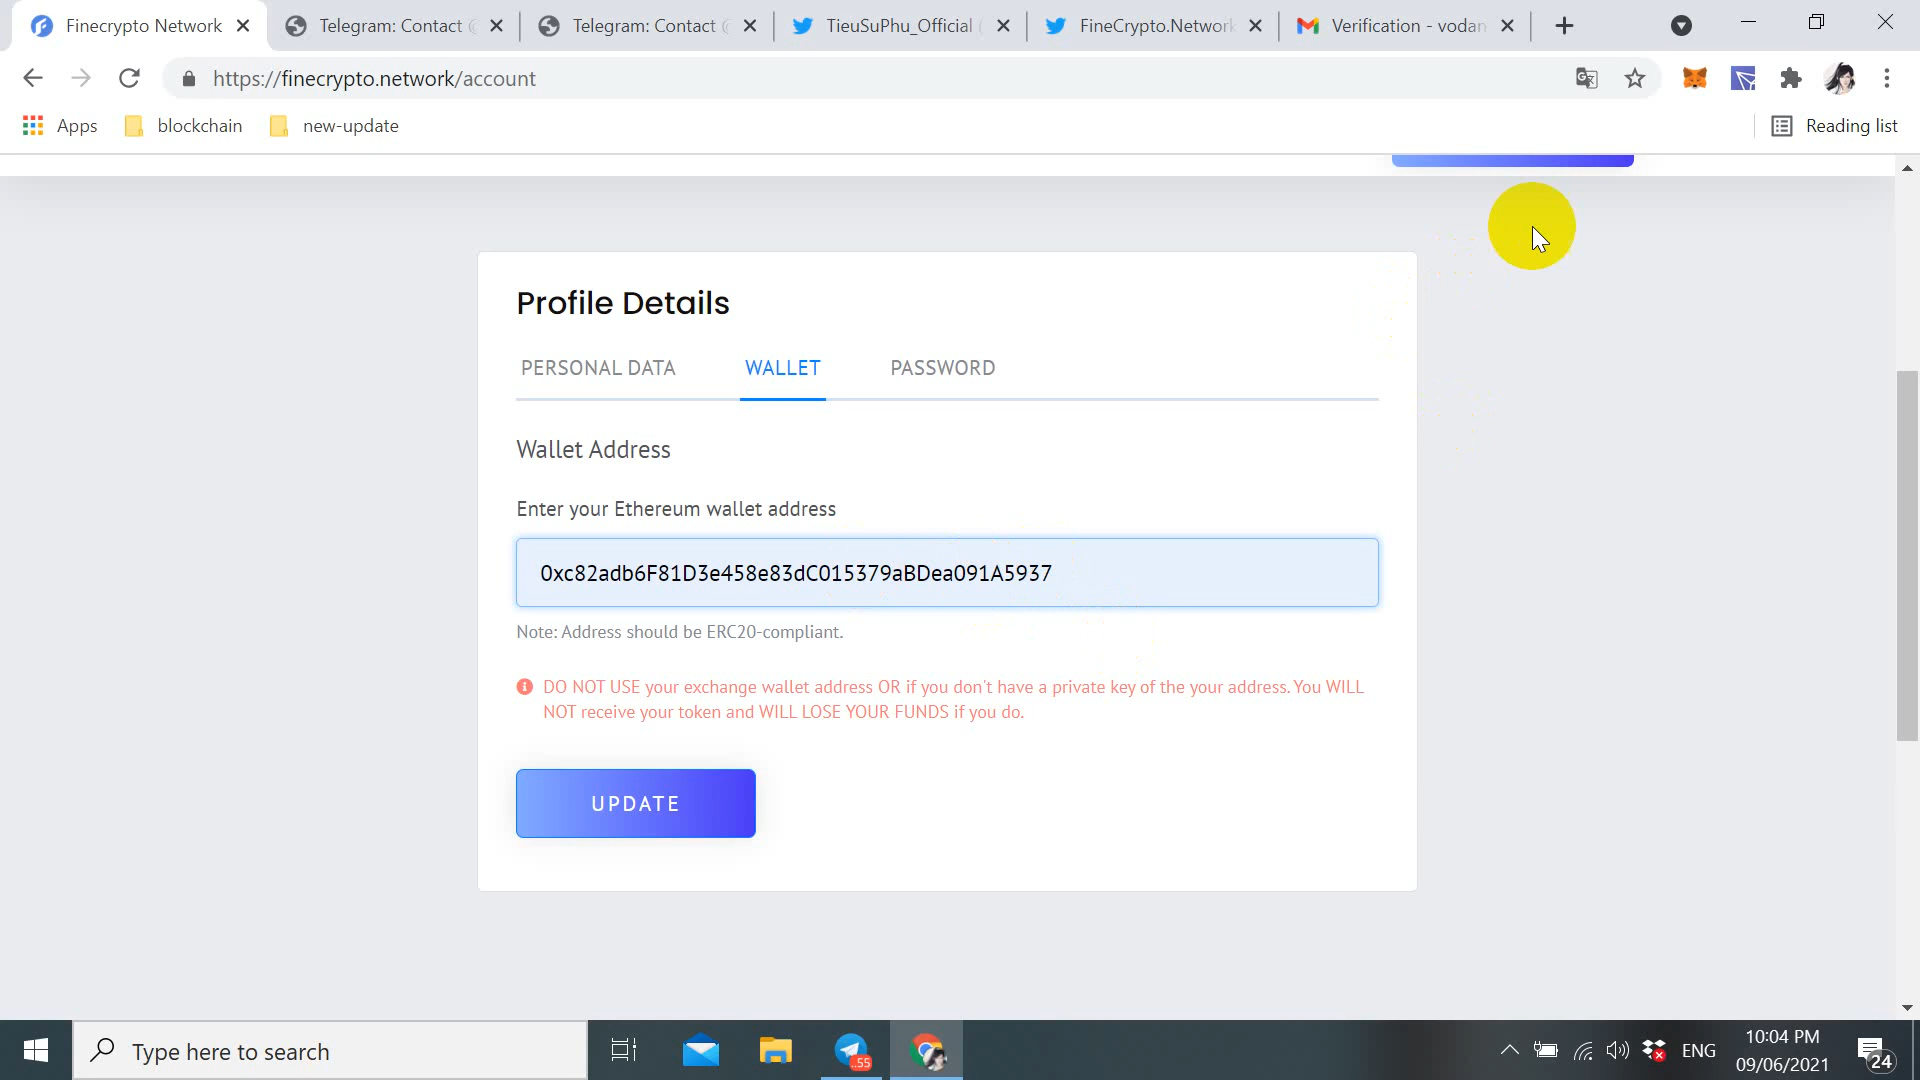 Finecrypto Network
Telegram: Contact @
Telegram: Contact @
TieuSuPhu_Official (
FineCrypto.Network
Verification - vodan
https://finecrypto.network/account
Apps
blockchain
new-update
Reading list
Profile Details
PERSONAL DATA
WALLET
PASSWORD
Wallet Address
Enter your Ethereum wallet address
0xc82adb6F81D3e458e83dC015379aBDea091A5937
Note: Address should be ERC20-compliant.
DO NOT USE your exchange wallet address OR if you don't have a private key of the your address. You WILL
NOT receive your token and WILL LOSE YOUR FUNDS if you do.
UPDATE
Type here to search
..55
ENG
10:04 PM
09/06/2021
24